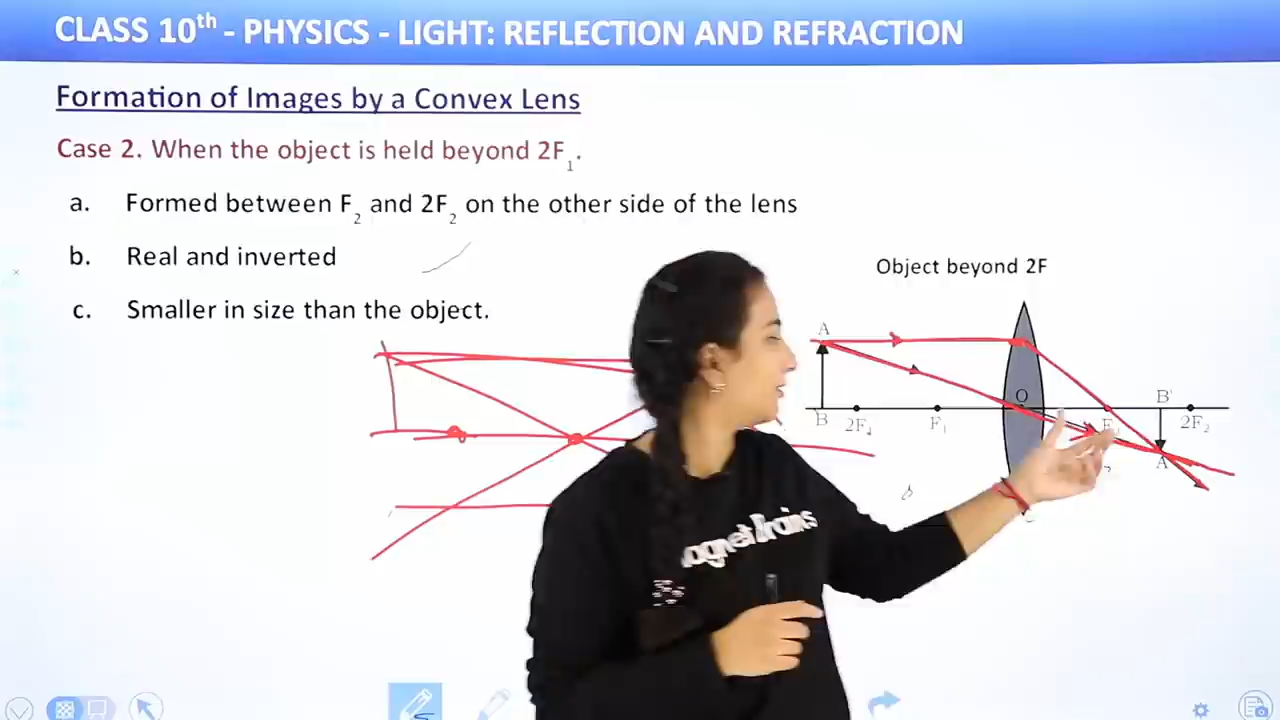 CLASS 10th - PHYSICS - LIGHT: REFLECTION AND REFRACTION
Formation of Images by a Convex Lens
Case 2. When the object is held beyond 2F1.
a. Formed between F2 and 2F2 on the other side of the lens
b. Real and inverted
c. Smaller in size than the object.
Object beyond 2F
A
B 2F1 F1 O F B' 2F2
A